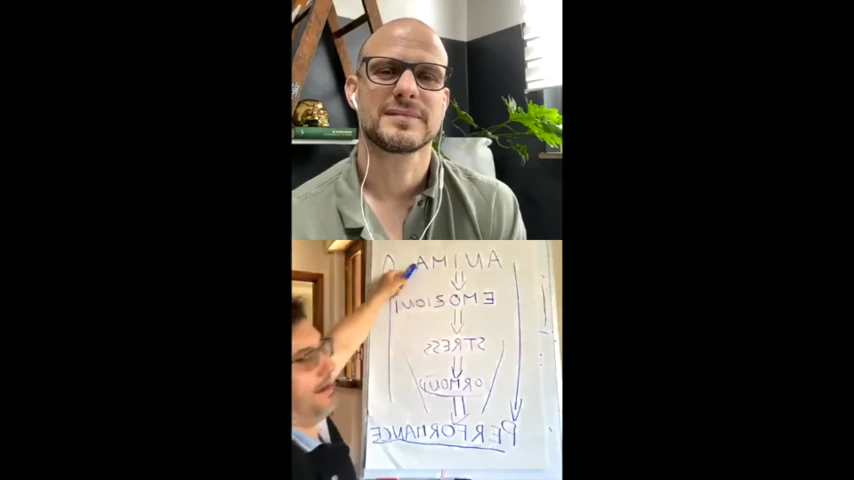 ANIMA
EMOZIONI
STRESS
ORMONI
PERFORMANCE